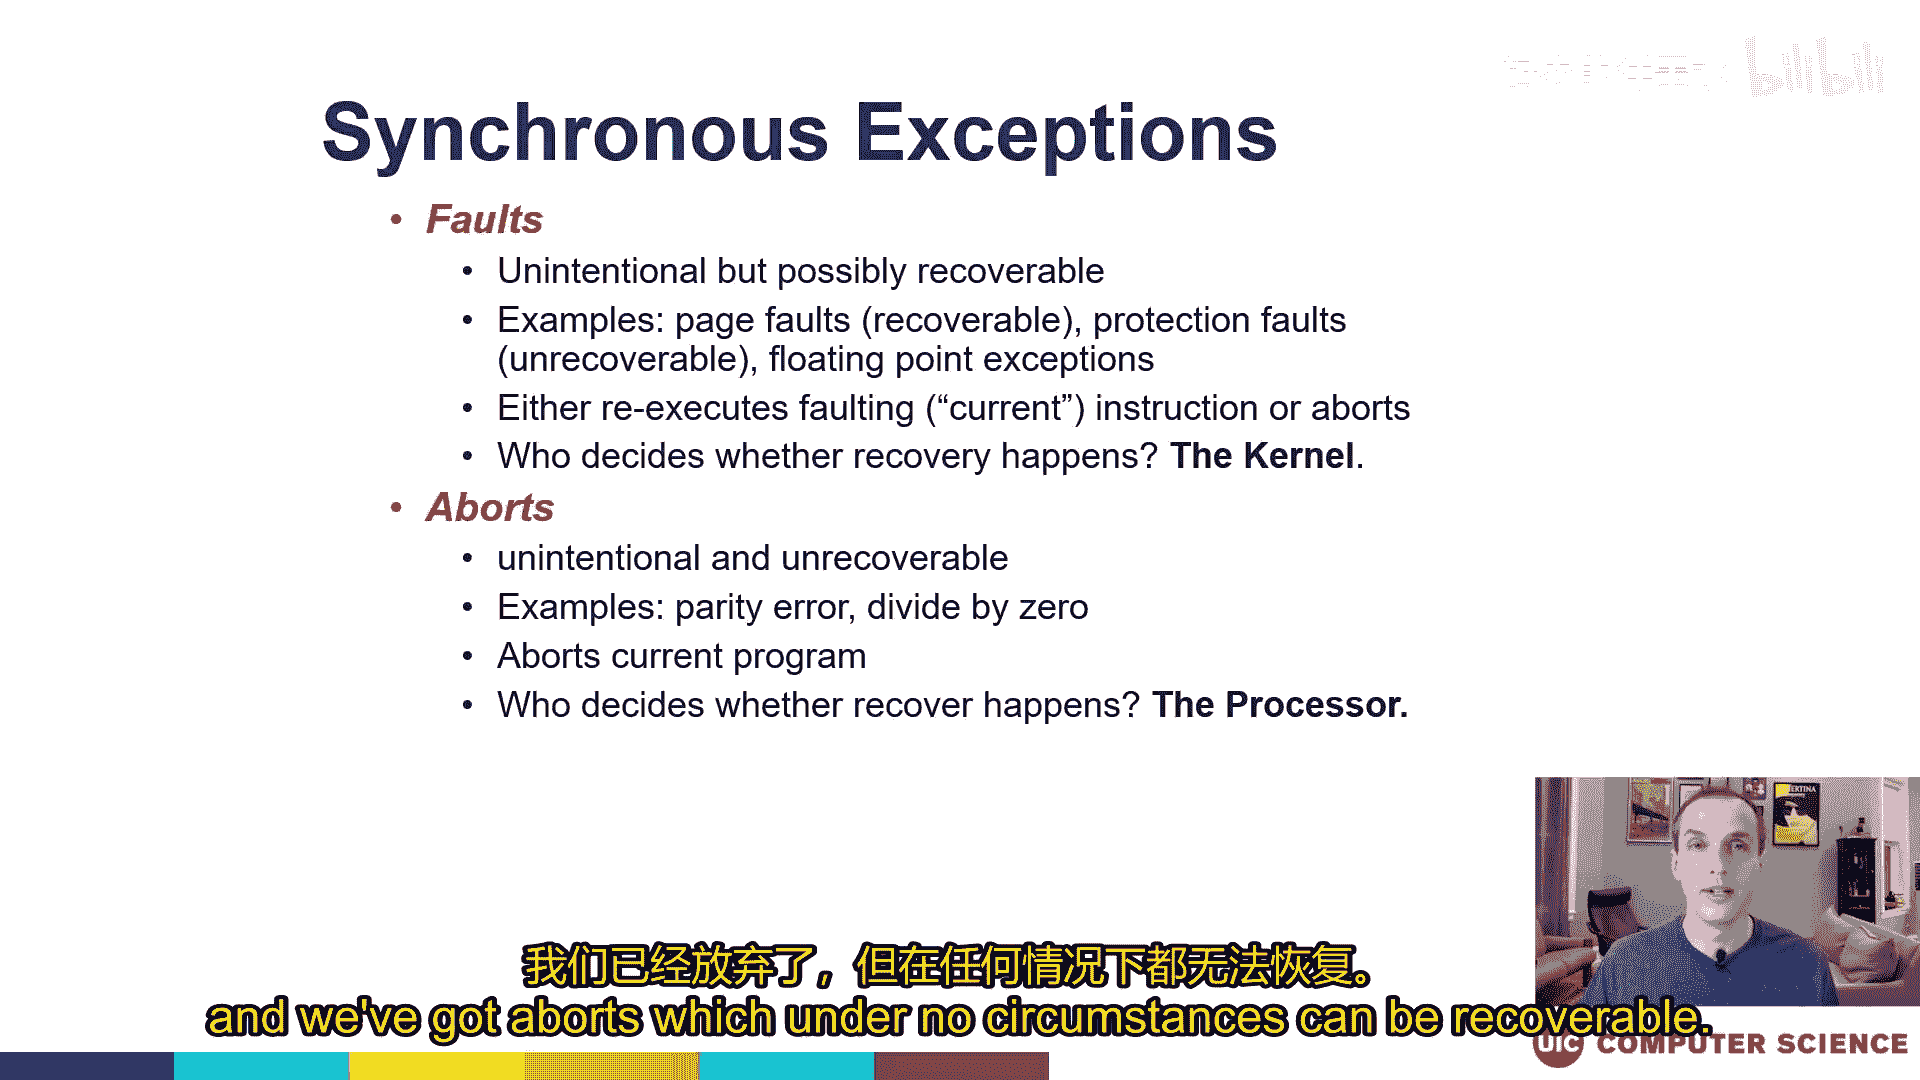 bilibili
Synchronous Exceptions
• Faults
• Unintentional but possibly recoverable
• Examples: page faults (recoverable), protection faults
(unrecoverable), floating point exceptions
• Either re-executes faulting (“current”) instruction or aborts
• Who decides whether recovery happens? The Kernel.
• Aborts
• unintentional and unrecoverable
• Examples: parity error, divide by zero
• Aborts current program
• Who decides whether recover happens? The Processor.
我们已经放弃了，但在任何情况下都无法恢复。
and we've got aborts which under no circumstances can be recoverable.
UIC COMPUTER SCIENCE